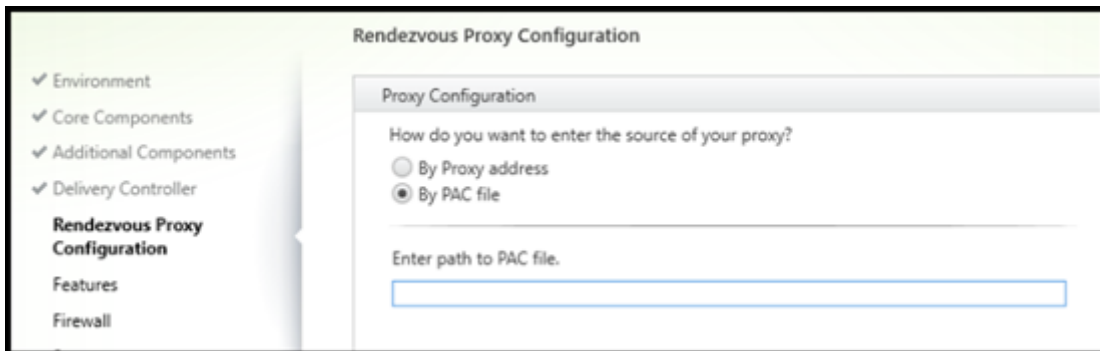 Rendezvous Proxy Configuration
Environment
Core Components
Additional Components
Delivery Controller
Rendezvous Proxy
Configuration
Features
Firewall
Proxy Configuration
How do you want to enter the source of your proxy?
By Proxy address
By PAC file
Enter path to PAC file.